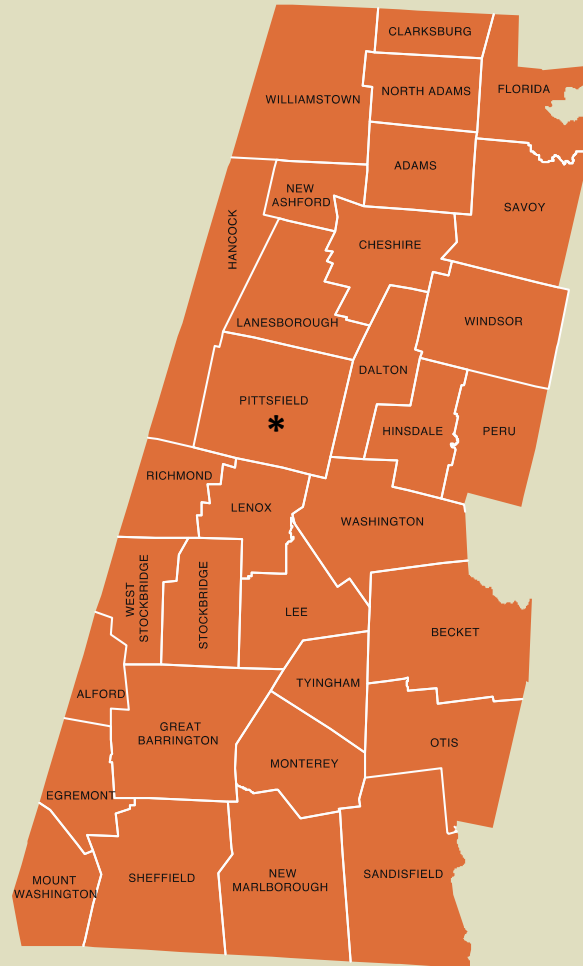 CLARKSBURG
WILLIAMSTOWN
NORTH ADAMS
FLORIDA
ADAMS
NEW
ASHFORD
SAVOY
HANCOCK
CHESHIRE
LANESBOROUGH
WINDSOR
DALTON
PITTSFIELD
*
HINSDALE
PERU
RICHMOND
LENOX
WASHINGTON
WEST
STOCKBRIDGE
STOCKBRIDGE
LEE
BECKET
TYINGHAM
ALFORD
GREAT
BARRINGTON
OTIS
MONTEREY
EGREMONT
MOUNT
WASHINGTON
SHEFFIELD
NEW
MARLBOROUGH
SANDISFIELD